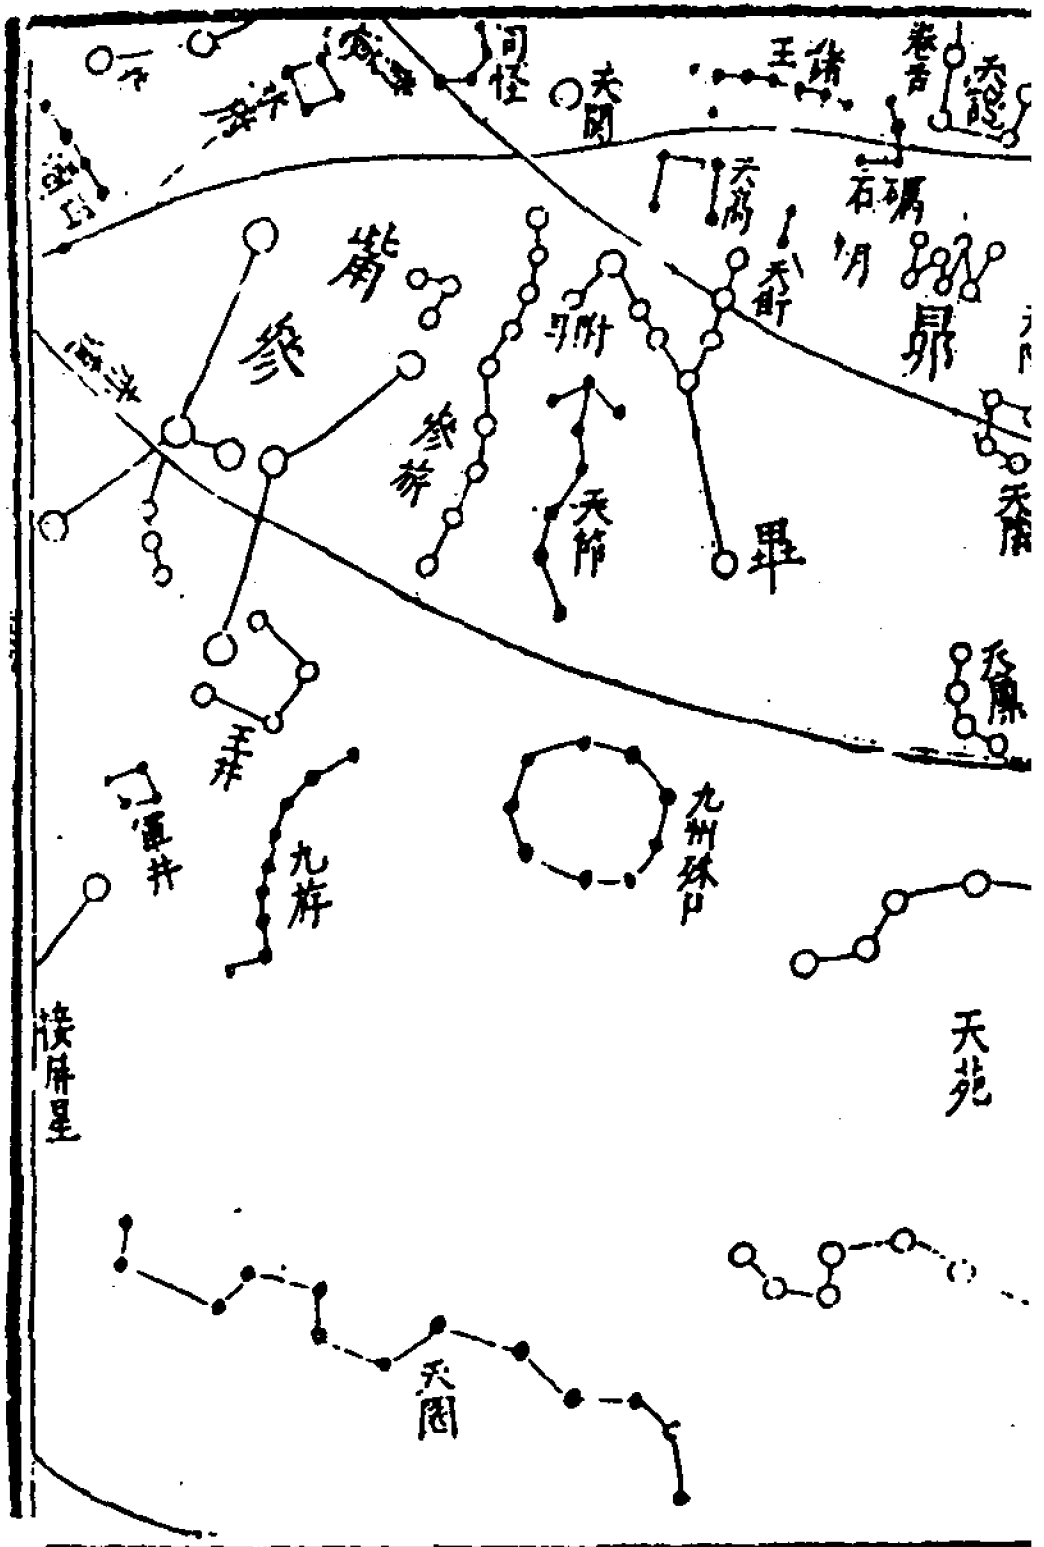 天讒
卷舌
諸王
天關
司怪
礪石
天高
月
天街
昴
附耳
觜
參
參旗
天節
畢
天陰
天廩
玉井
軍井
九斿
九州殊口
天苑
接屏星
天園